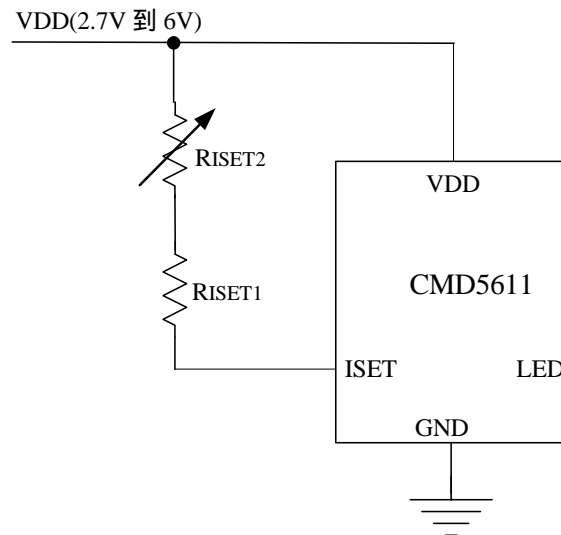 VDD(2.7V 到 6V)
RISET2
VDD
RISET1
CMD5611
ISET
LED
GND